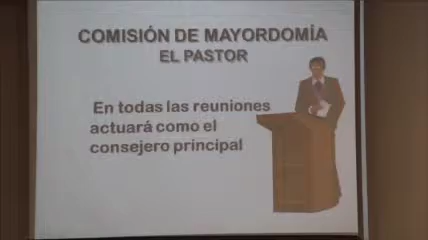 COMISIÓN DE MAYORDOMÍA
EL PASTOR
En todas las reuniones
actuará como el
consejero principal